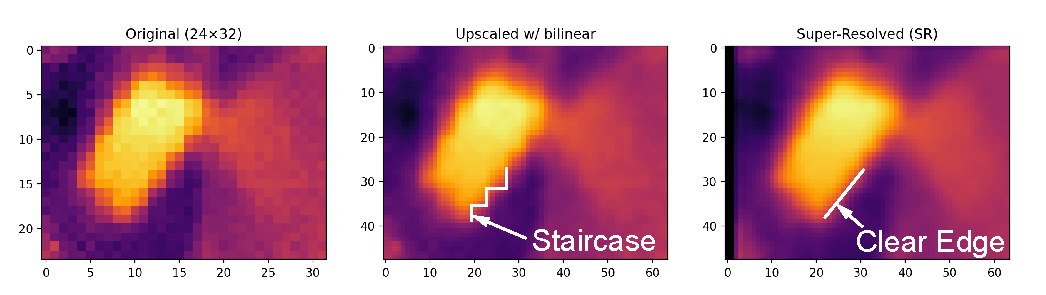 Original (24×32)
0
5
10
15
20
0 5 10 15 20 25 30
Upscaled w/ bilinear
0
10
20
30
40
0 10 20 30 40 50 60
Staircase
Super-Resolved (SR)
0
10
20
30
40
0 10 20 30 40 50 60
Clear Edge